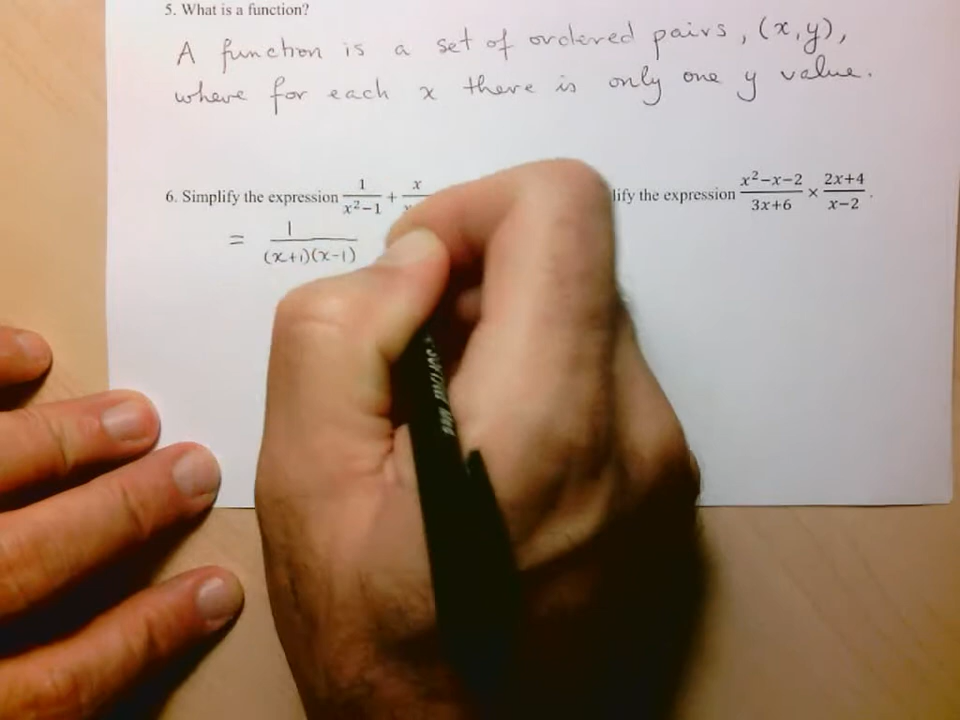 5. What is a function?
A function is a set of ordered pairs, (x,y),
where for each x there is only one y value.
6. Simplify the expression 1/(x²−1) + x lify the expression (x²−x−2)/(3x+6) × (2x+4)/(x−2).
= 1/((x+1)(x−1))